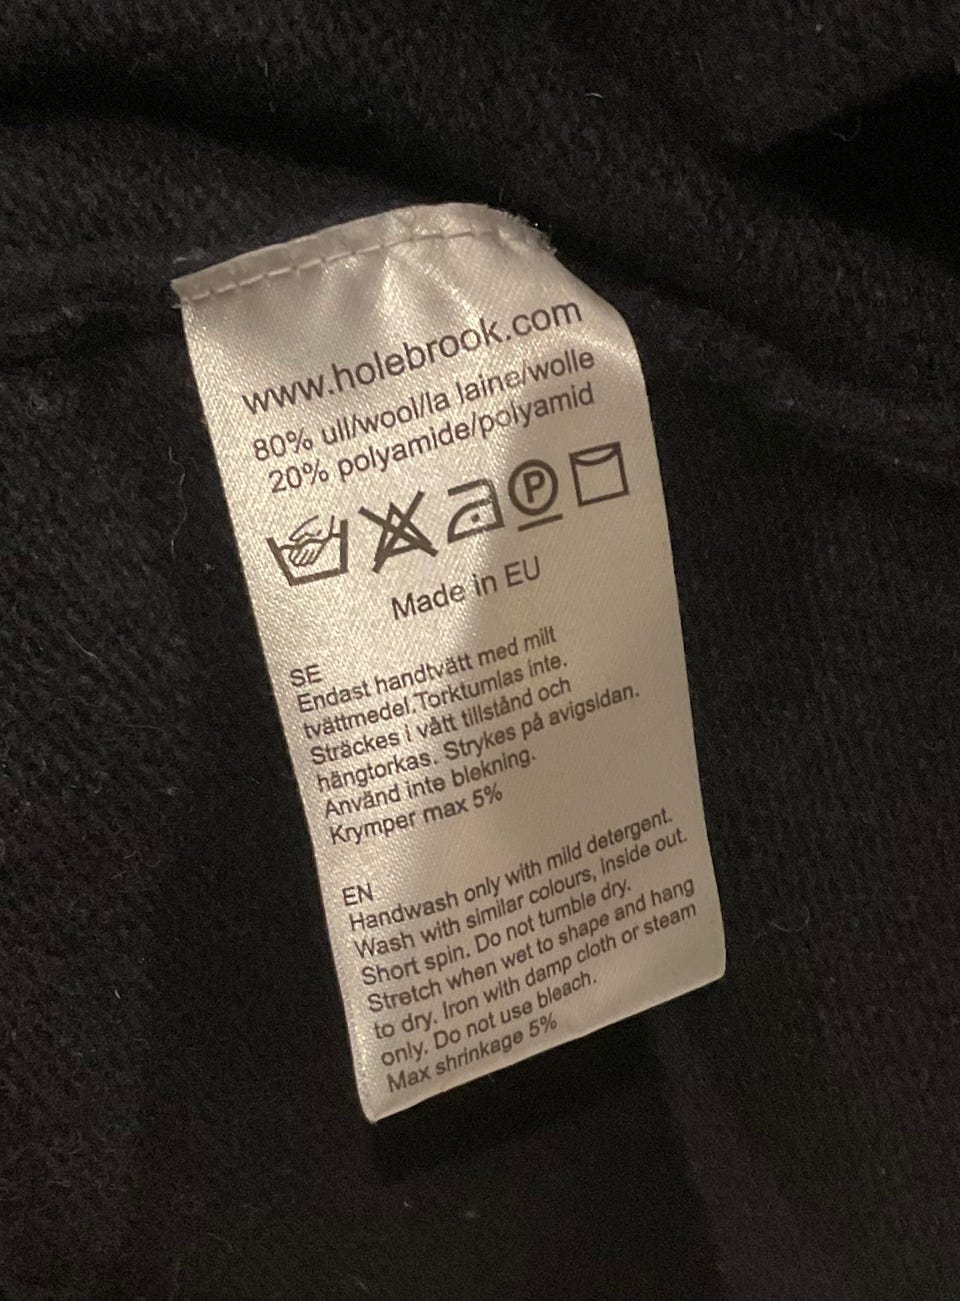 www.holebrook.com
80% ull/wool/la laine/wolle
20% polyamide/polyamid
P
Made in EU
SE
Endast handtvätt med milt
tvättmedel.Torktumlas inte.
Sträckes i vått tillstånd och
hängtorkas. Strykes på avigsidan.
Använd inte blekning.
Krymper max 5%
EN
Handwash only with mild detergent.
Wash with similar colours, inside out.
Short spin. Do not tumble dry.
Stretch when wet to shape and hang
to dry. Iron with damp cloth or steam
only. Do not use bleach.
Max shrinkage 5%